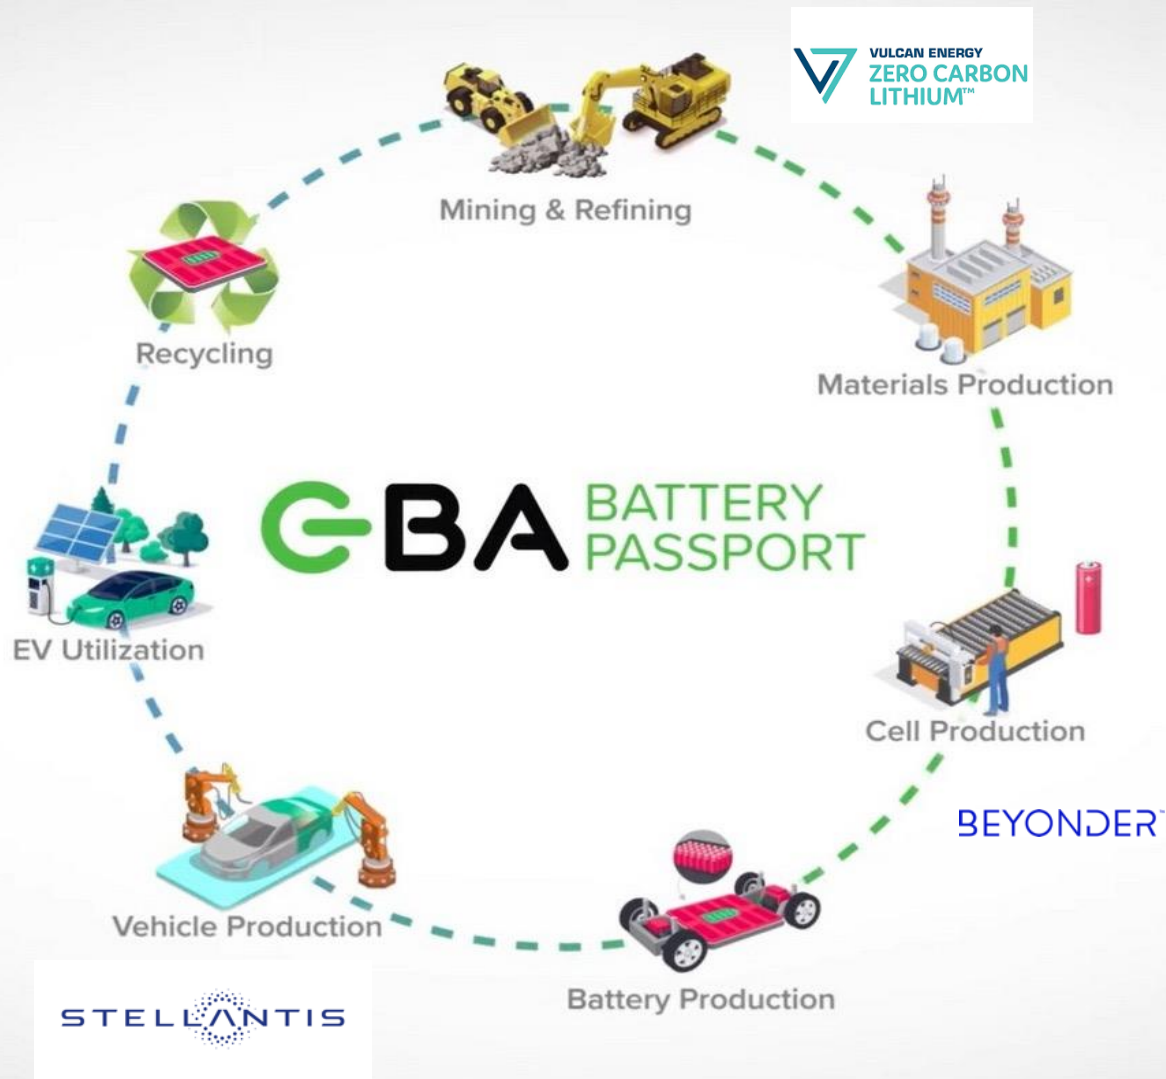 VULCAN ENERGY
ZERO CARBON
LITHIUM™
Mining & Refining
Recycling
Materials Production
GBA BATTERY
PASSPORT
EV Utilization
Cell Production
BEYONDER™
Vehicle Production
Battery Production
STELLANTIS